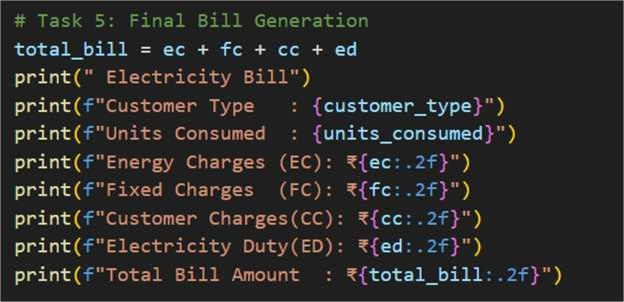 # Task 5: Final Bill Generation
total_bill = ec + fc + cc + ed
print(" Electricity Bill")
print(f"Customer Type   : {customer_type}")
print(f"Units Consumed  : {units_consumed}")
print(f"Energy Charges (EC): ₹{ec:.2f}")
print(f"Fixed Charges  (FC): ₹{fc:.2f}")
print(f"Customer Charges(CC): ₹{cc:.2f}")
print(f"Electricity Duty(ED): ₹{ed:.2f}")
print(f"Total Bill Amount  : ₹{total_bill:.2f}")